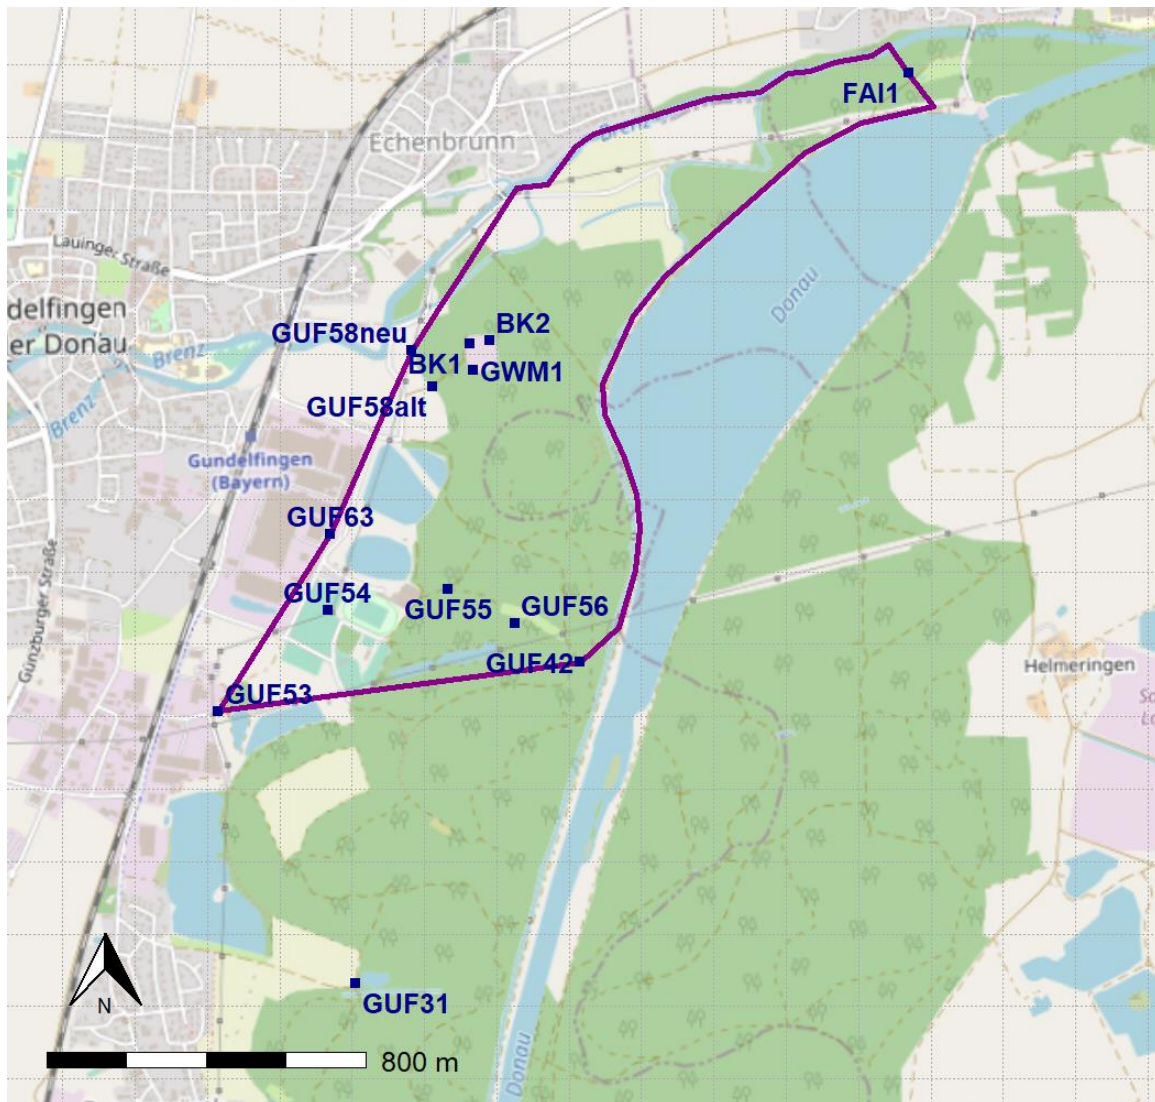 FAI1
Echenbrunn
Brenz
Lauinger Straße
delfingen
er Donau
Brenz
Brenz
Donau
GUF58neu
BK2
BK1
GWM1
GUF58alt
Gundelfingen
(Bayern)
GUF63
GUF54
GUF55
GUF56
GUF42
GUF53
Günzburger Straße
Helmeringen
GUF31
N
800 m
Donau